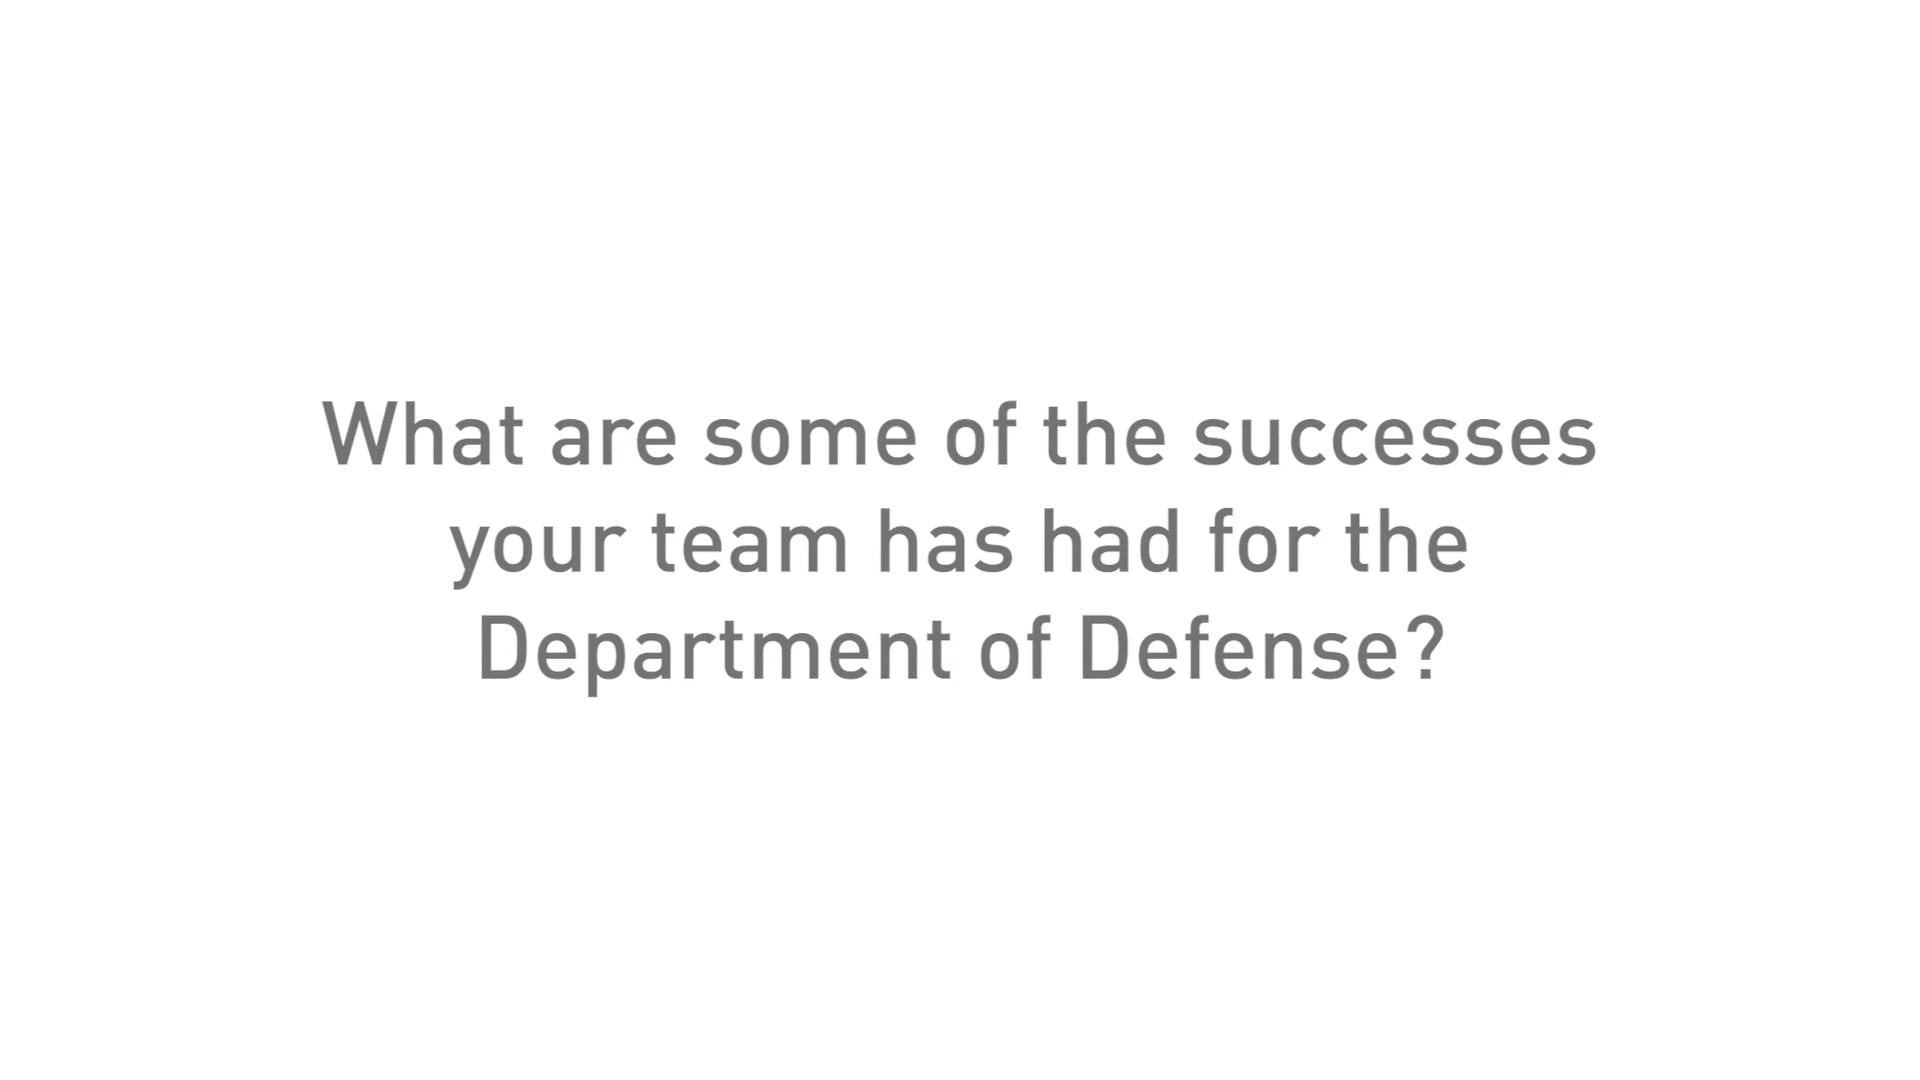 What are some of the successes
your team has had for the
Department of Defense?